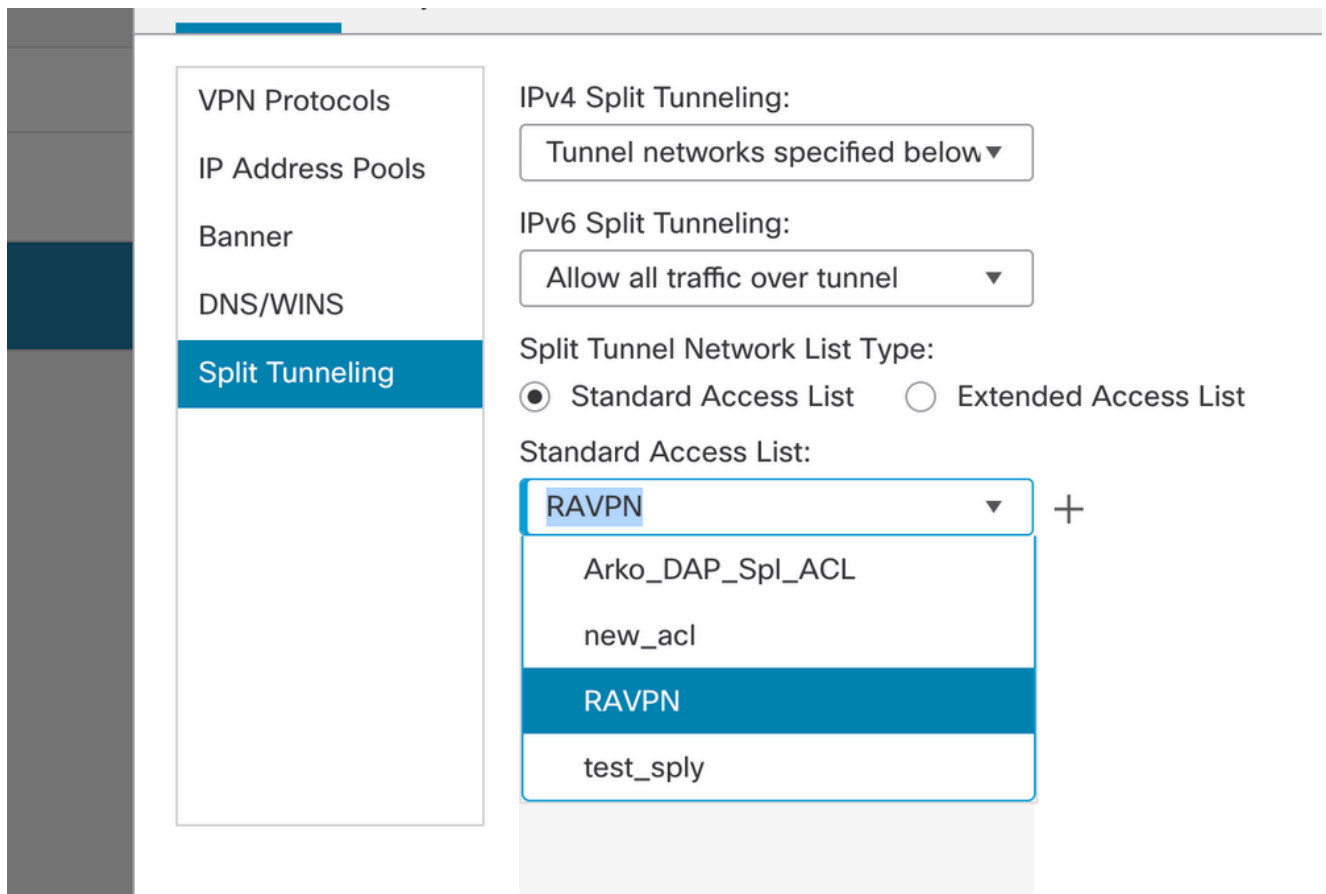 VPN Protocols
IP Address Pools
Banner
DNS/WINS
Split Tunneling
IPv4 Split Tunneling:
Tunnel networks specified below
IPv6 Split Tunneling:
Allow all traffic over tunnel
Split Tunnel Network List Type:
Standard Access List Extended Access List
Standard Access List:
RAVPN
Arko_DAP_Spl_ACL
new_acl
RAVPN
test_sply